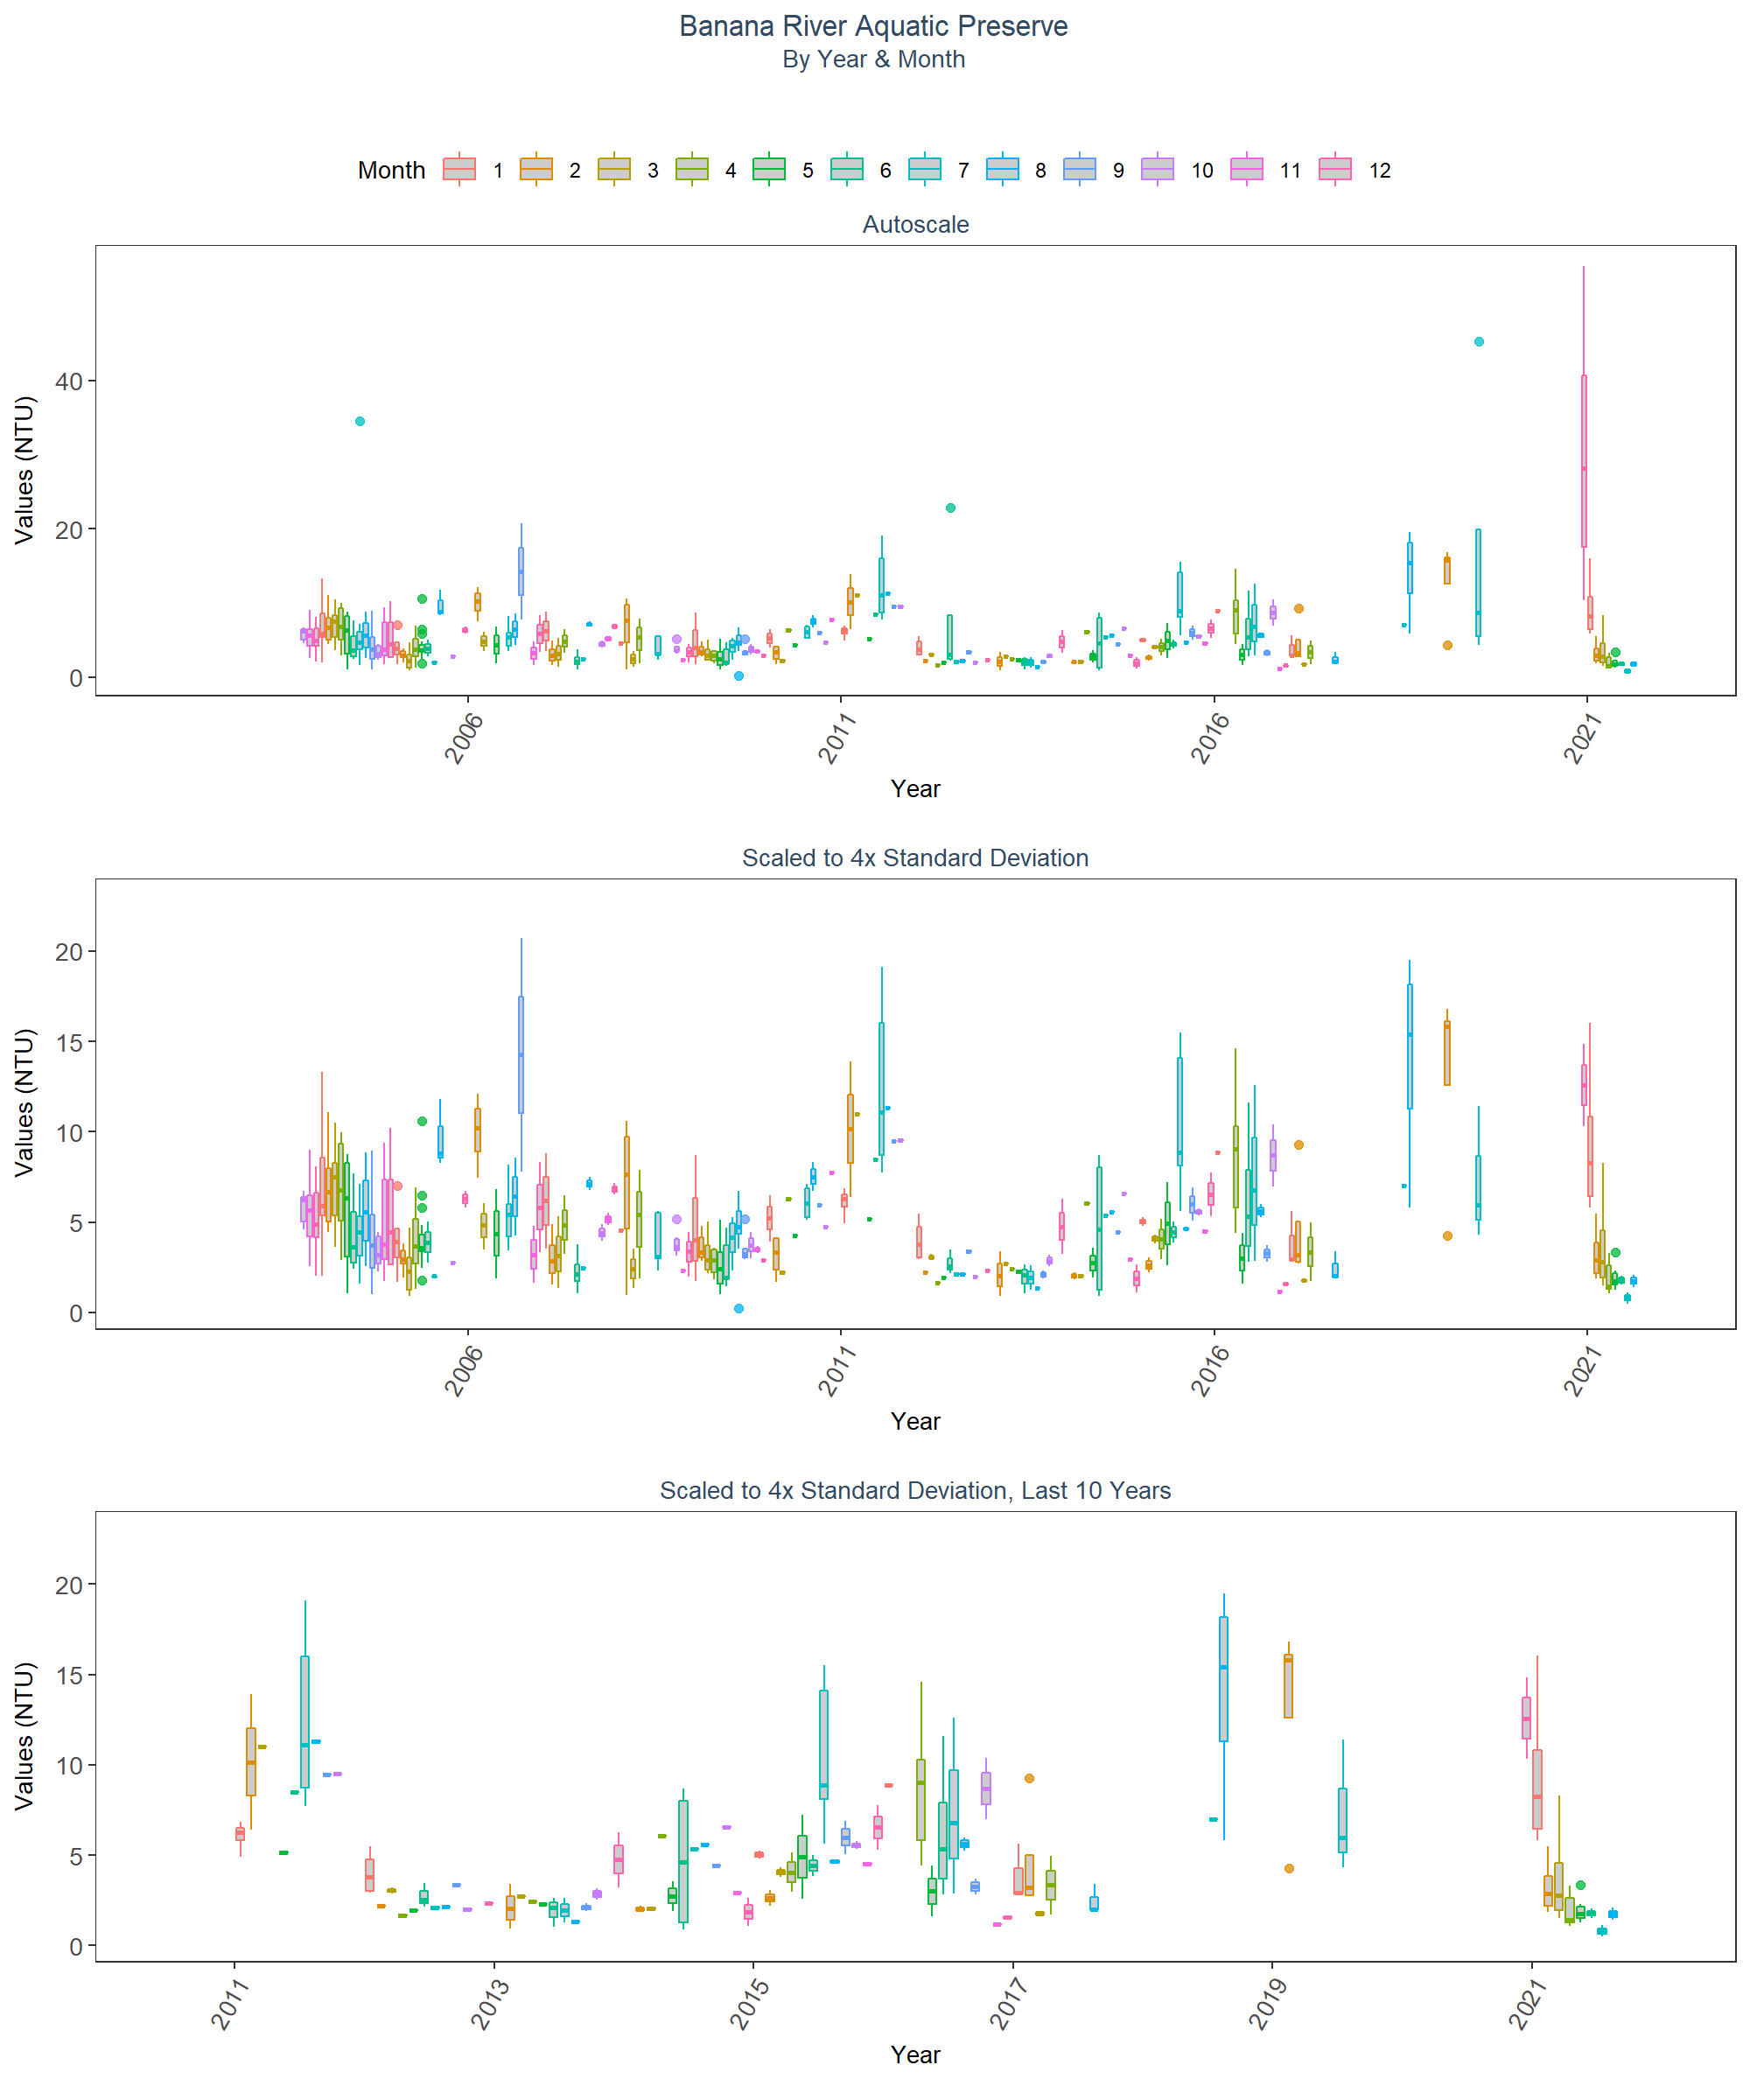 Banana River Aquatic Preserve
By Year & Month
Month 1 2 3 4 5 6 7 8 9 10 11 12
Autoscale
Values (NTU)
40
20
0
2006 2011 2016 2021
Year
Scaled to 4x Standard Deviation
Values (NTU)
20
15
10
5
0
2006 2011 2016 2021
Year
Scaled to 4x Standard Deviation, Last 10 Years
Values (NTU)
20
15
10
5
0
2011 2013 2015 2017 2019 2021
Year